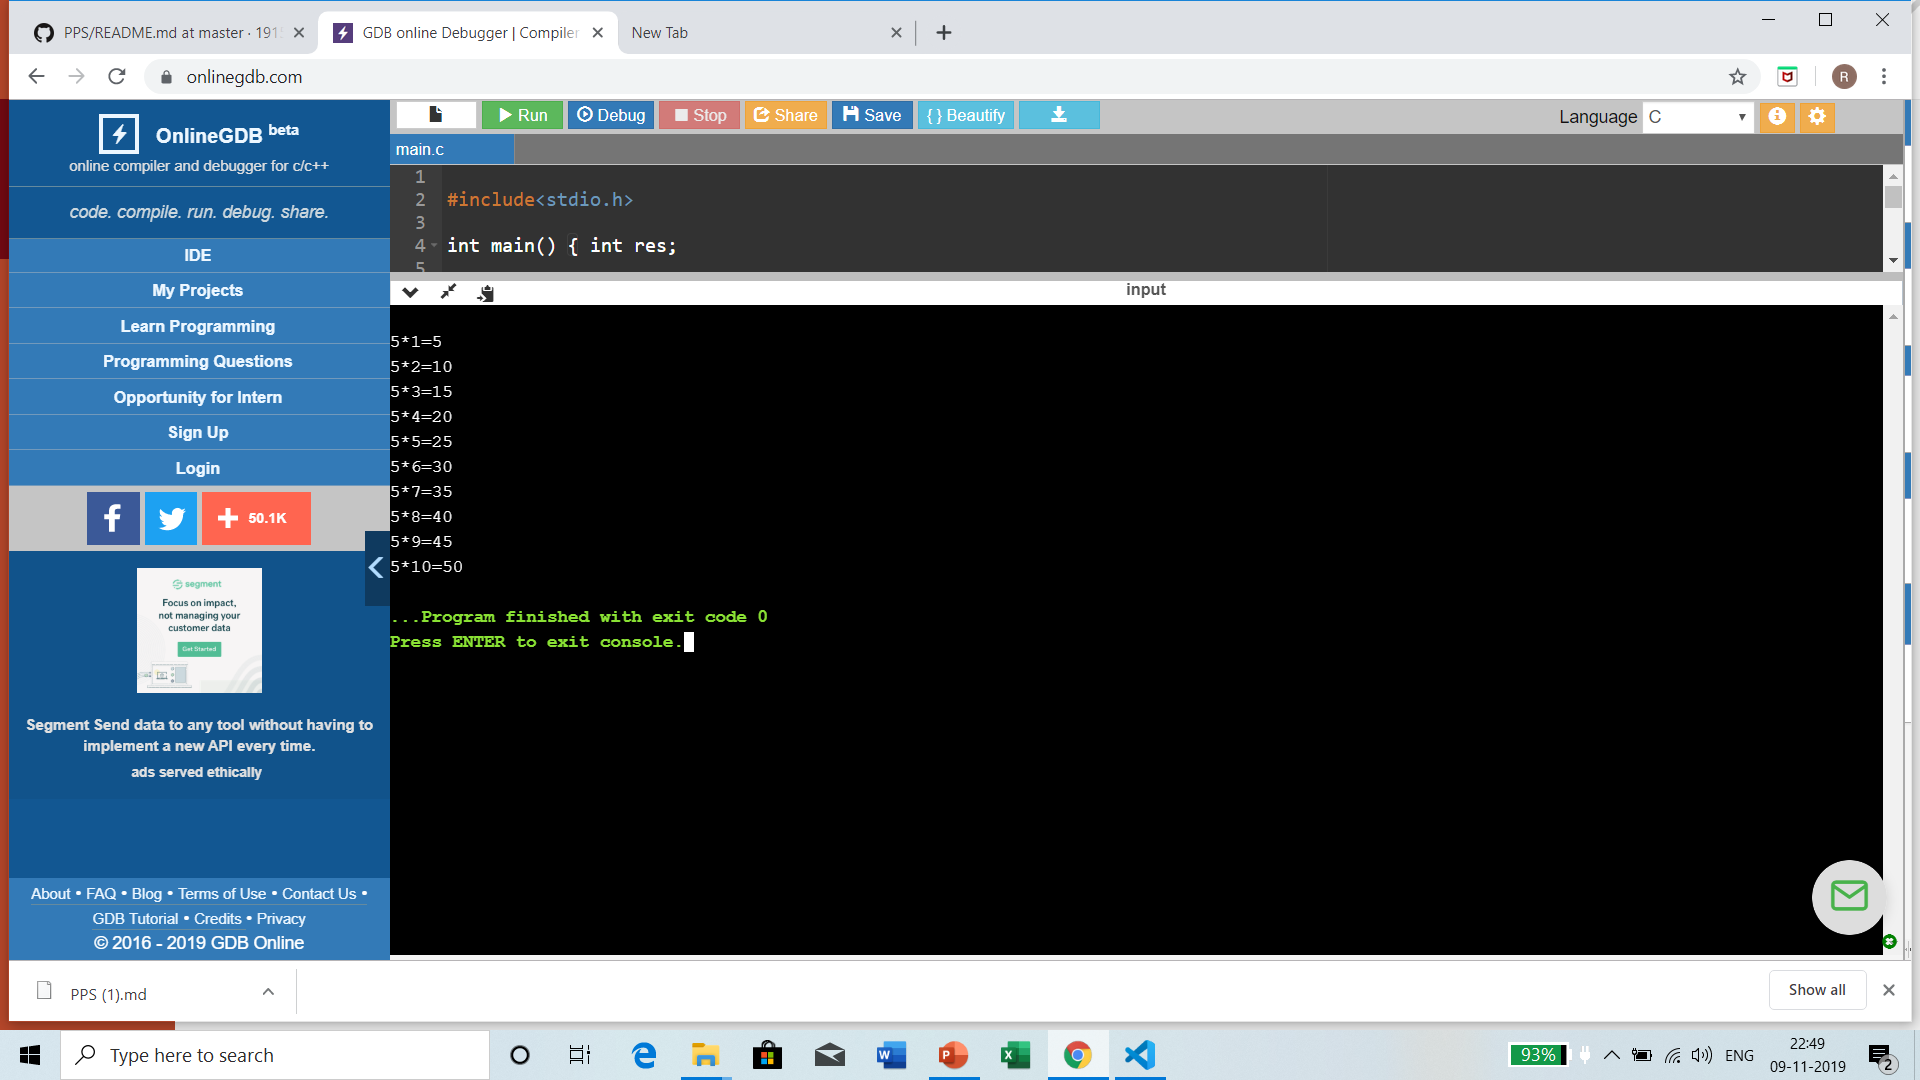 PPS/README.md at master · 191
GDB online Debugger | Compiler
New Tab
onlinegdb.com
R
OnlineGDB beta
online compiler and debugger for c/c++
code. compile. run. debug. share.
IDE
My Projects
Learn Programming
Programming Questions
Opportunity for Intern
Sign Up
Login
50.1K
segment
Focus on impact,
not managing your
customer data
Get Started
Segment Send data to any tool without having to
implement a new API every time.
ads served ethically
About • FAQ • Blog • Terms of Use • Contact Us •
GDB Tutorial • Credits • Privacy
© 2016 - 2019 GDB Online
Run Debug Stop Share Save { } Beautify
Language C
main.c
1
2 #include<stdio.h>
3
4 int main() { int res;
5
input
5*1=5
5*2=10
5*3=15
5*4=20
5*5=25
5*6=30
5*7=35
5*8=40
5*9=45
5*10=50
...Program finished with exit code 0
Press ENTER to exit console.
PPS (1).md
Show all
Type here to search
93%
ENG
22:49
09-11-2019
2